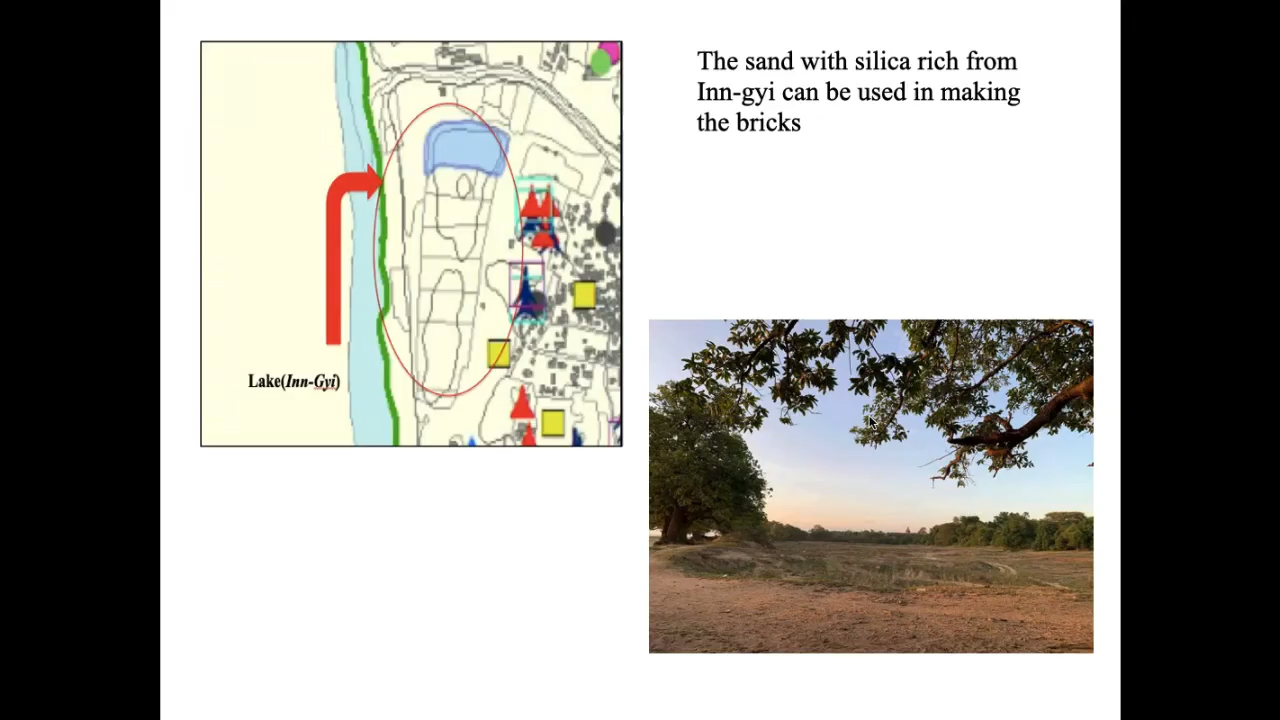 The sand with silica rich from
Inn-gyi can be used in making
the bricks
Lake(Inn-Gyi)